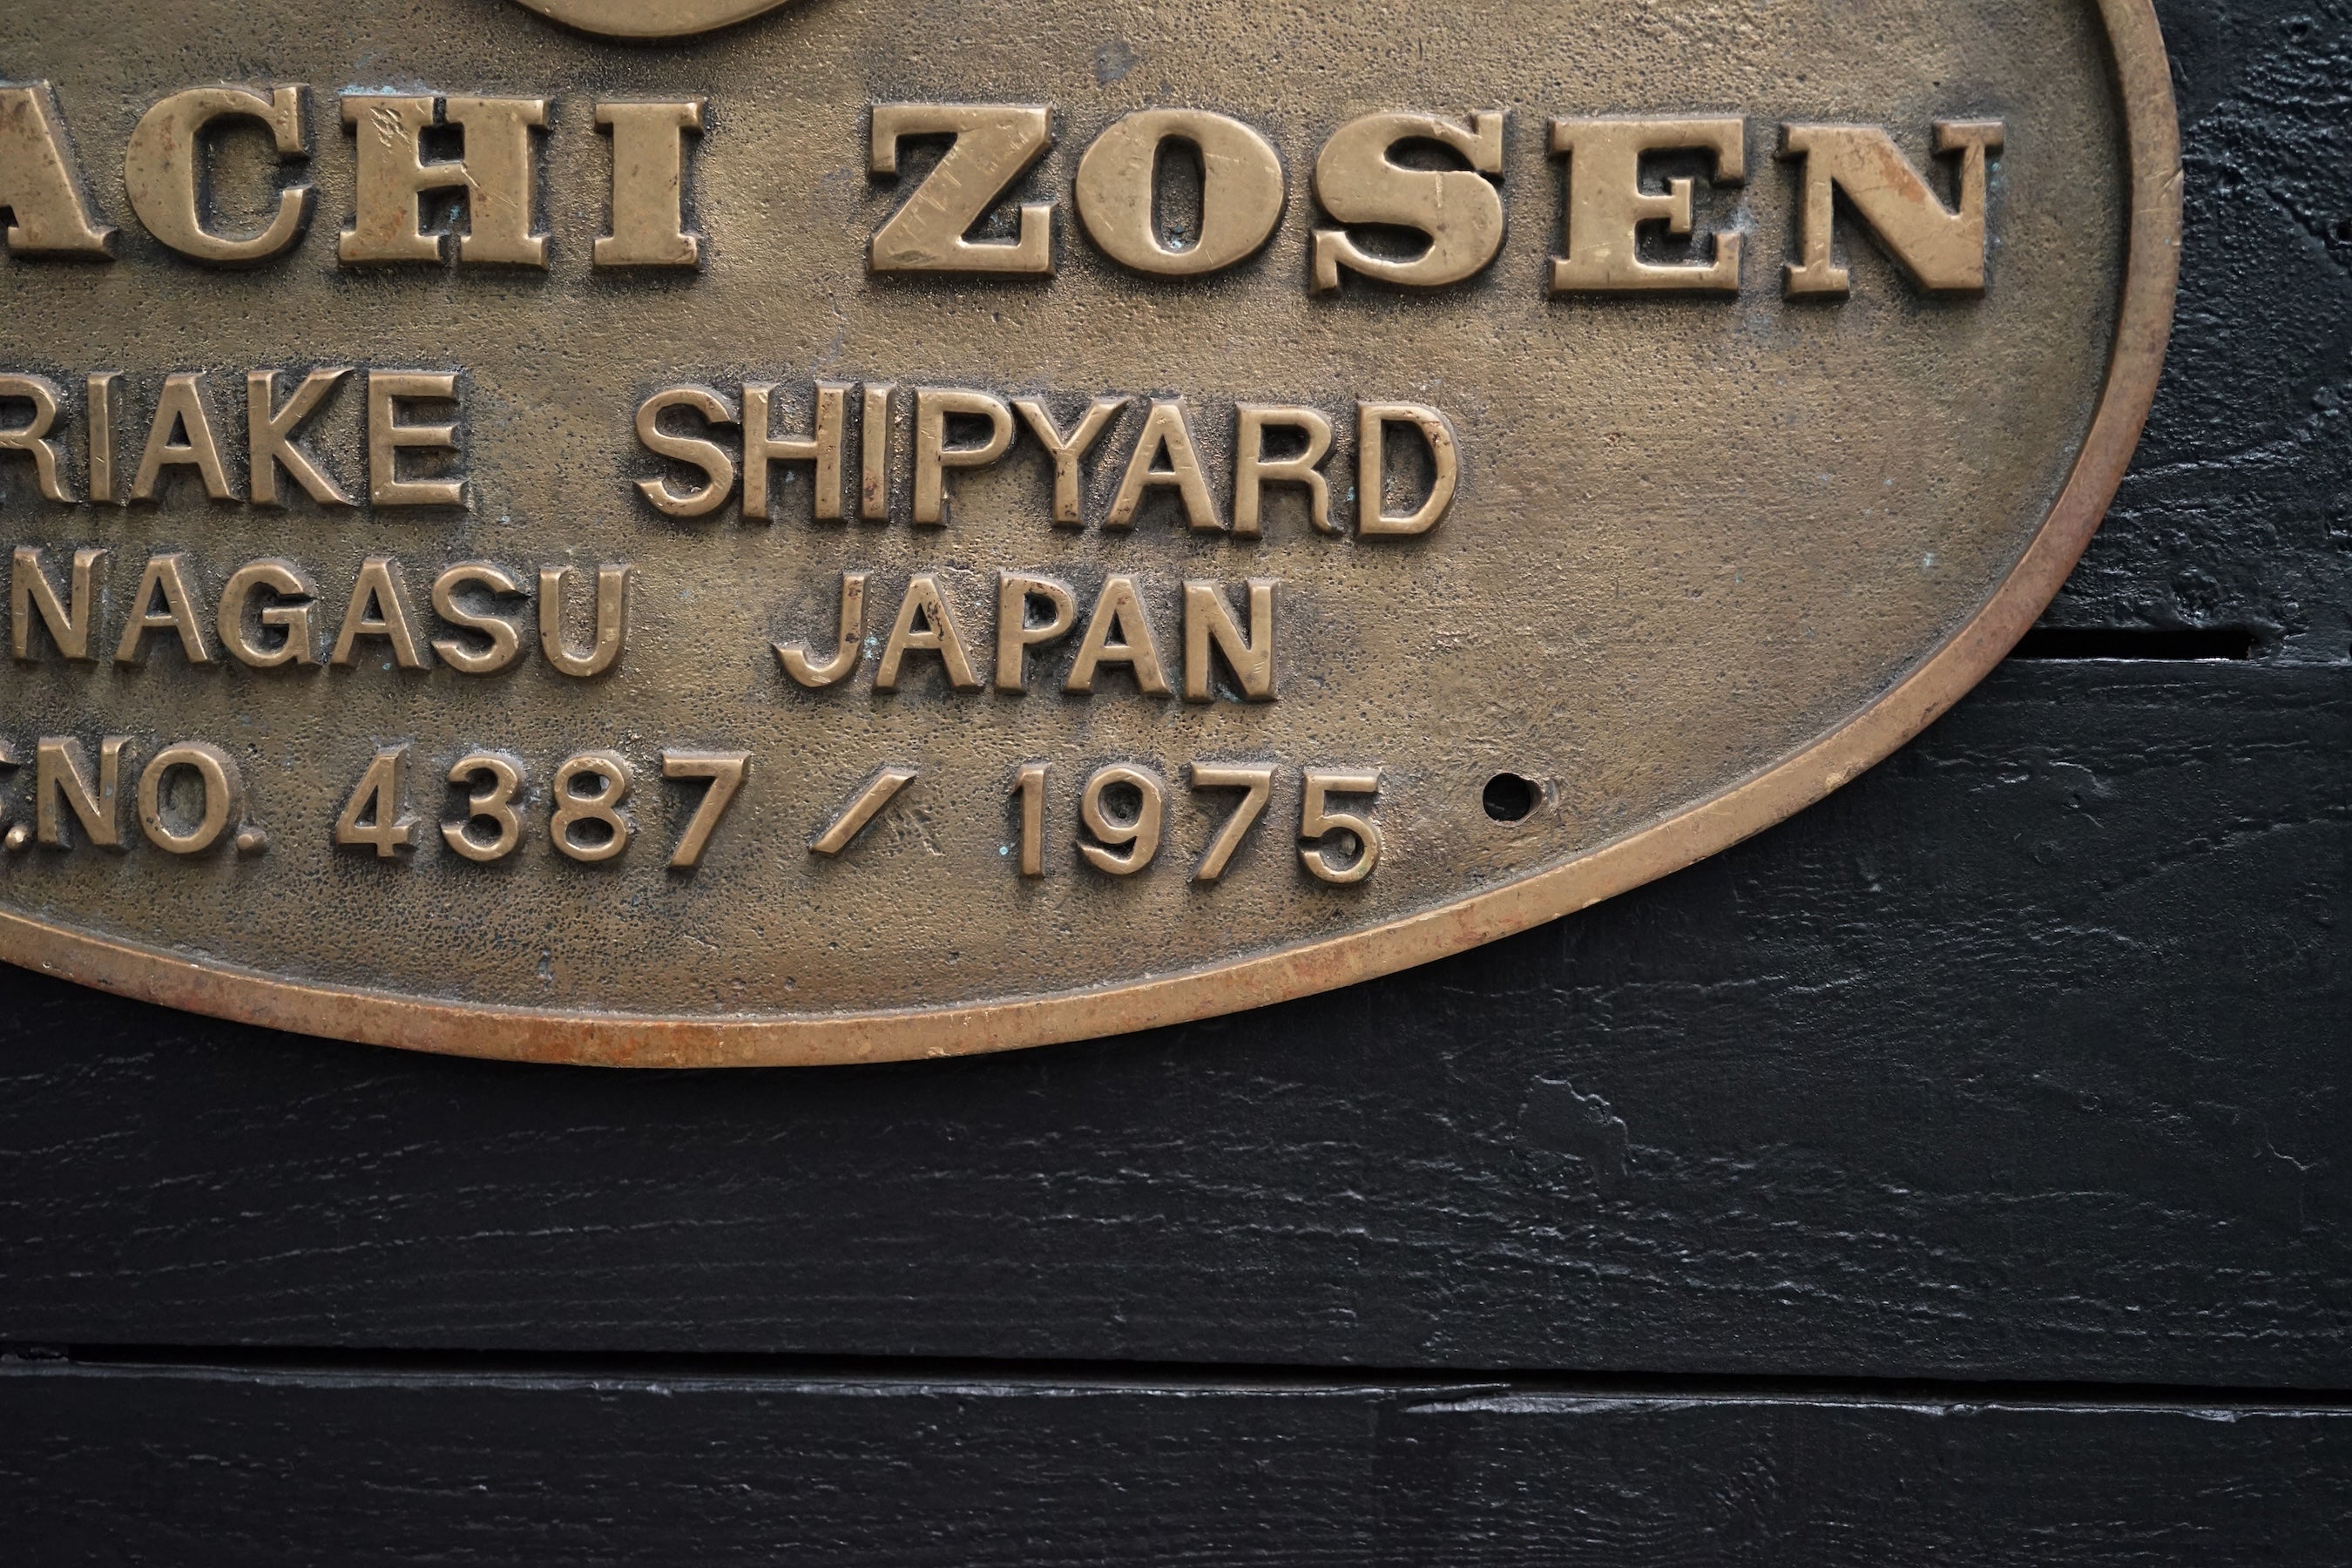 ACHI ZOSEN
RIAKE SHIPYARD
NAGASU JAPAN
S.NO. 4387 / 1975